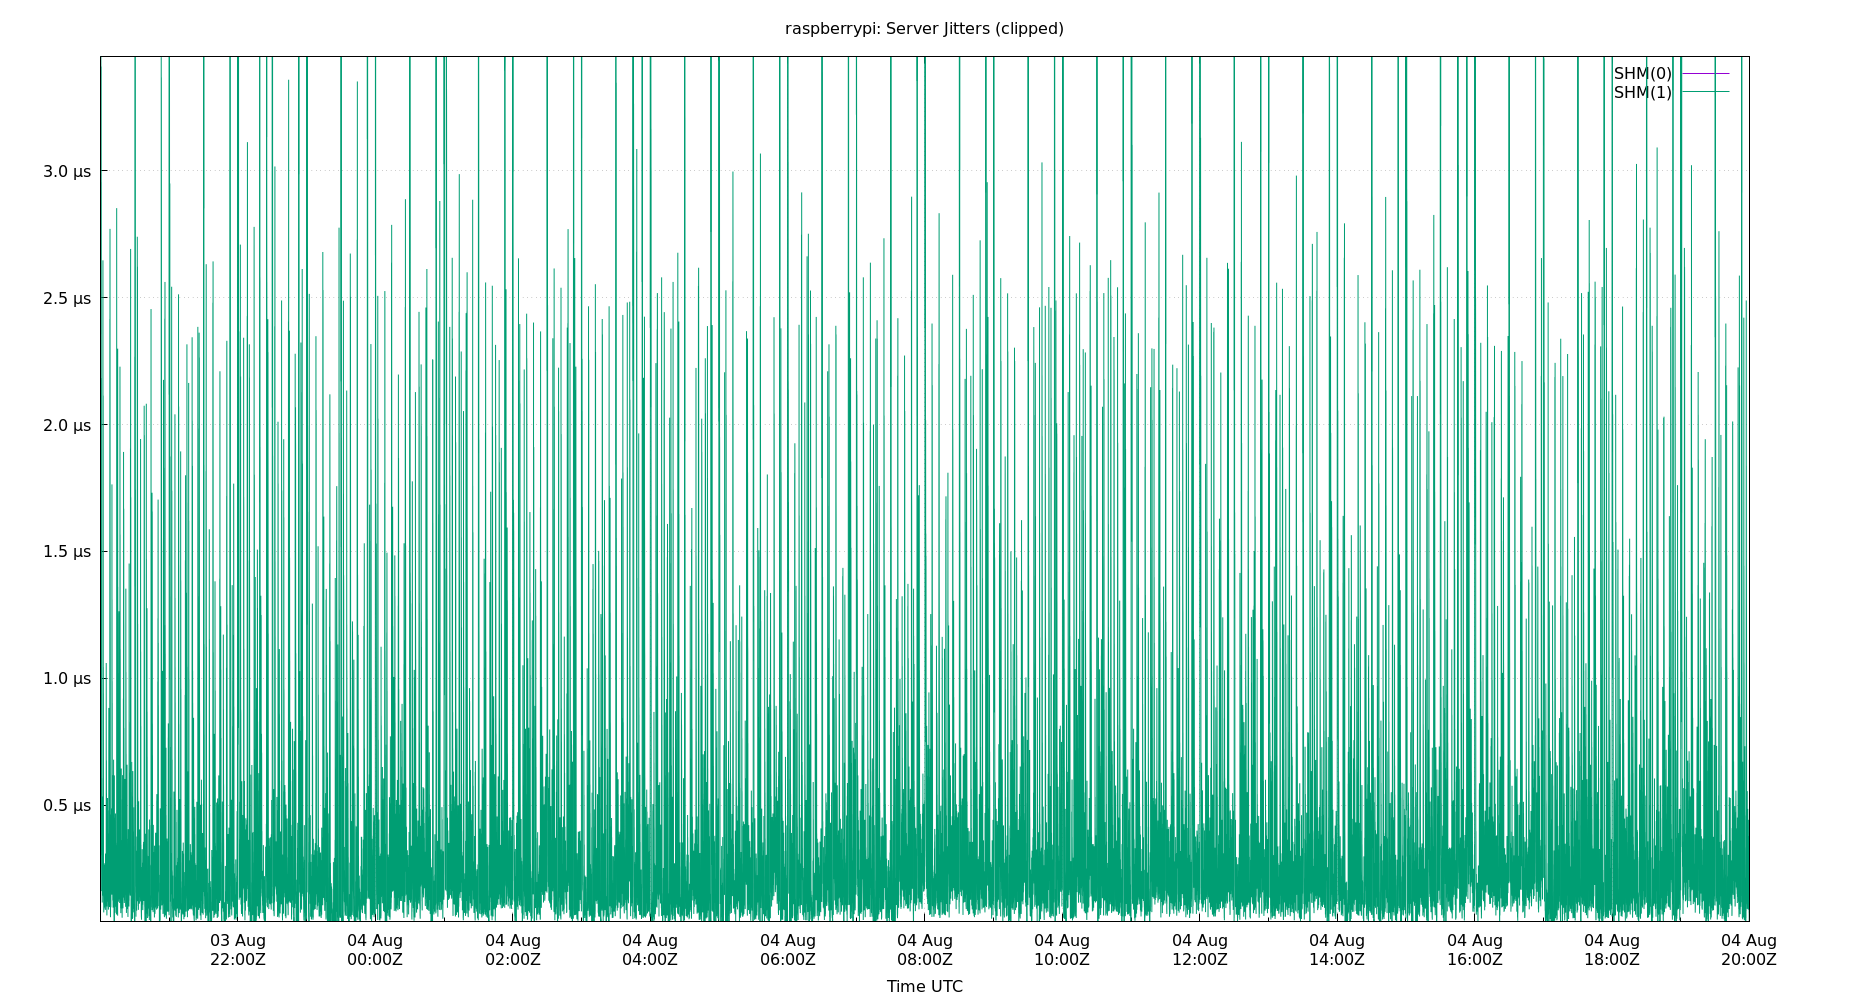 raspberrypi: Server Jitters (clipped)
SHM(0)
SHM(1)
3.0 µs
2.5 µs
2.0 µs
1.5 µs
1.0 µs
0.5 µs
03 Aug 04 Aug 04 Aug 04 Aug 04 Aug 04 Aug 04 Aug 04 Aug 04 Aug 04 Aug 04 Aug 04 Aug
22:00Z 00:00Z 02:00Z 04:00Z 06:00Z 08:00Z 10:00Z 12:00Z 14:00Z 16:00Z 18:00Z 20:00Z
Time UTC